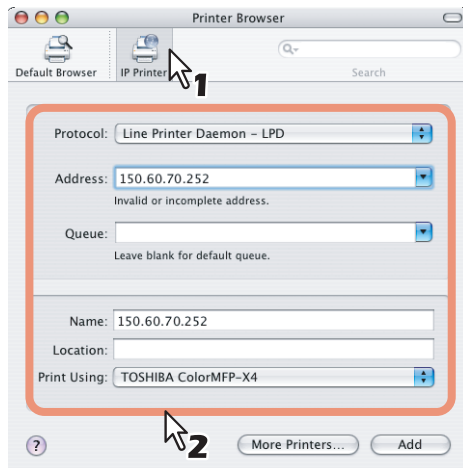 Printer Browser
Default Browser
IP Printer
Search
1
Protocol: Line Printer Daemon – LPD
Address: 150.60.70.252
Invalid or incomplete address.
Queue:
Leave blank for default queue.
Name: 150.60.70.252
Location:
Print Using: TOSHIBA ColorMFP-X4
2
? More Printers... Add